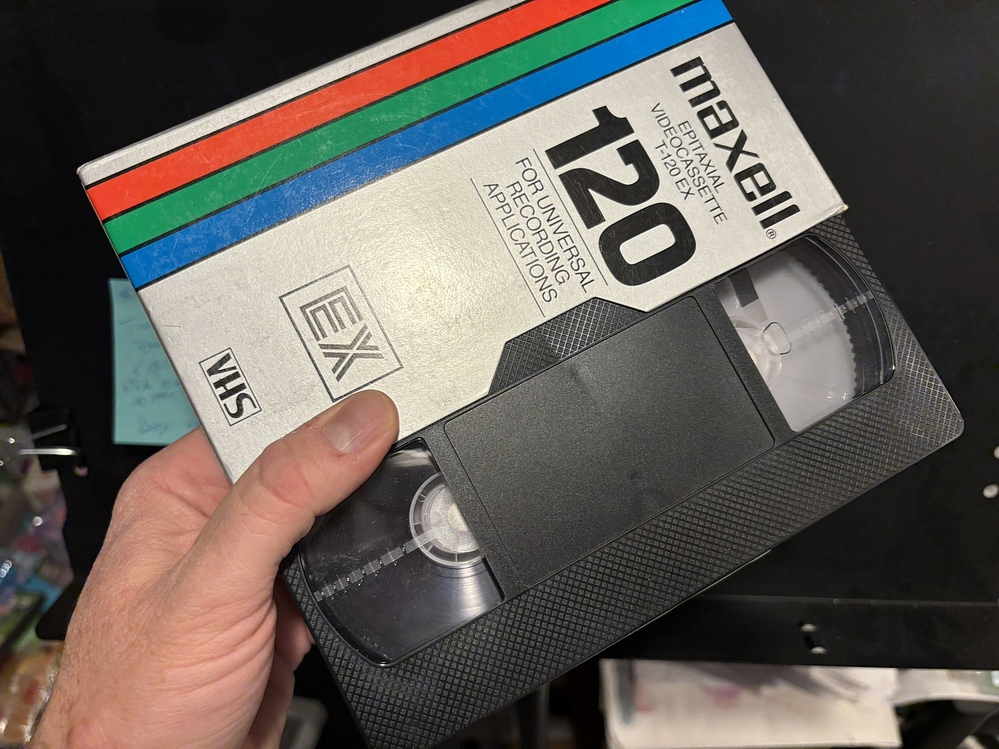 maxell®
EPITAXIAL
VIDEOCASSETTE
T-120 EX
120
FOR UNIVERSAL
RECORDING
APPLICATIONS
EX
VHS